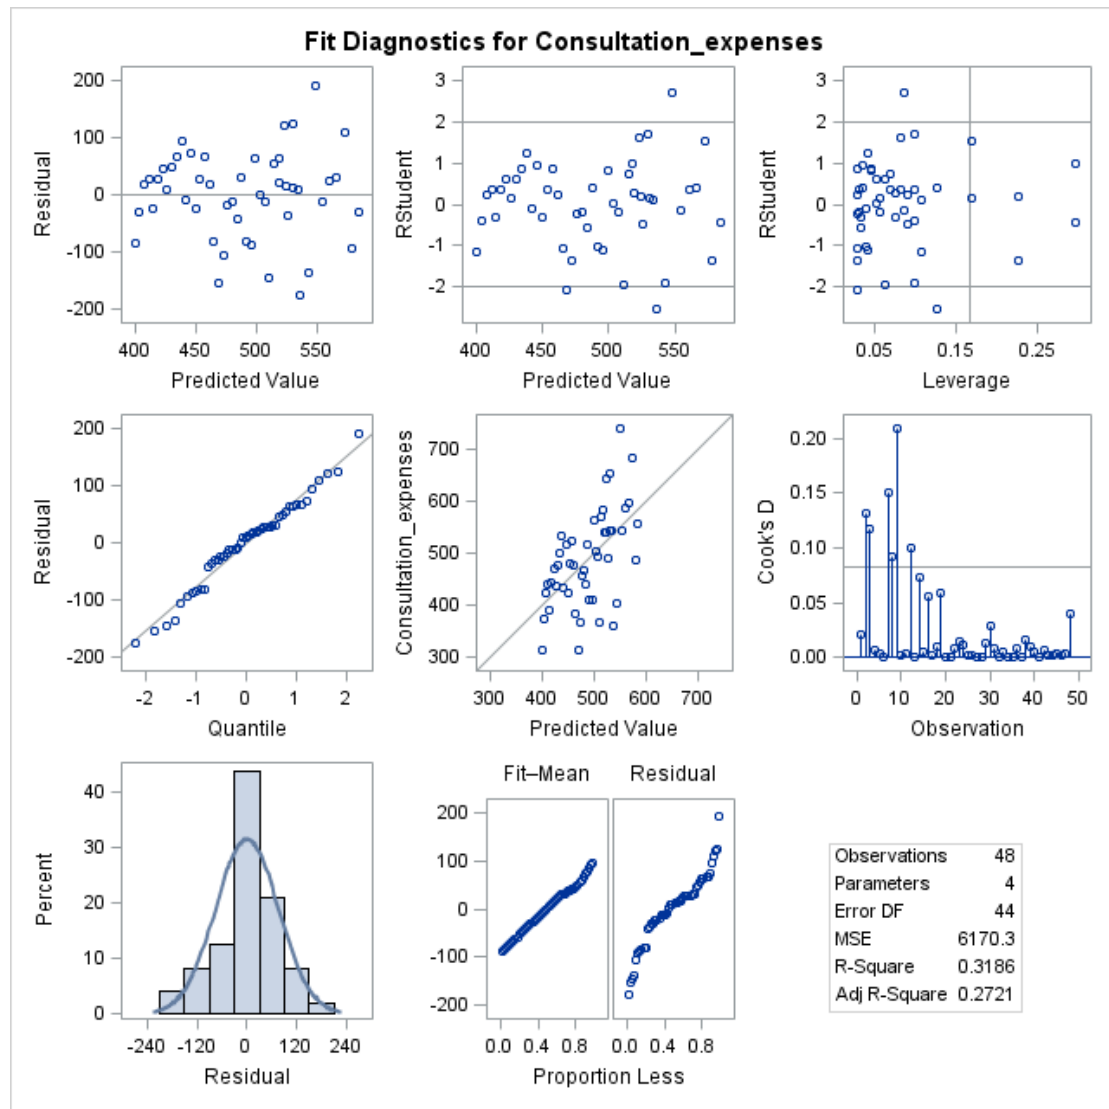 Fit Diagnostics for Consultation_expenses
200
100
0
-100
-200
Residual
400 450 500 550
Predicted Value
3
2
1
0
-1
-2
RStudent
400 450 500 550
Predicted Value
3
2
1
0
-1
-2
RStudent
0.05 0.15 0.25
Leverage
200
100
0
-100
-200
Residual
-2 -1 0 1 2
Quantile
700
600
500
400
300
Consultation_expenses
300 400 500 600 700
Predicted Value
0.20
0.15
0.10
0.05
0.00
Cook's D
0 10 20 30 40 50
Observation
40
30
20
10
0
Percent
-240 -120 0 120 240
Residual
Fit–Mean Residual
200
100
0
-100
-200
0.0 0.4 0.8 0.0 0.4 0.8
Proportion Less
Observations 48
Parameters 4
Error DF 44
MSE 6170.3
R-Square 0.3186
Adj R-Square 0.2721